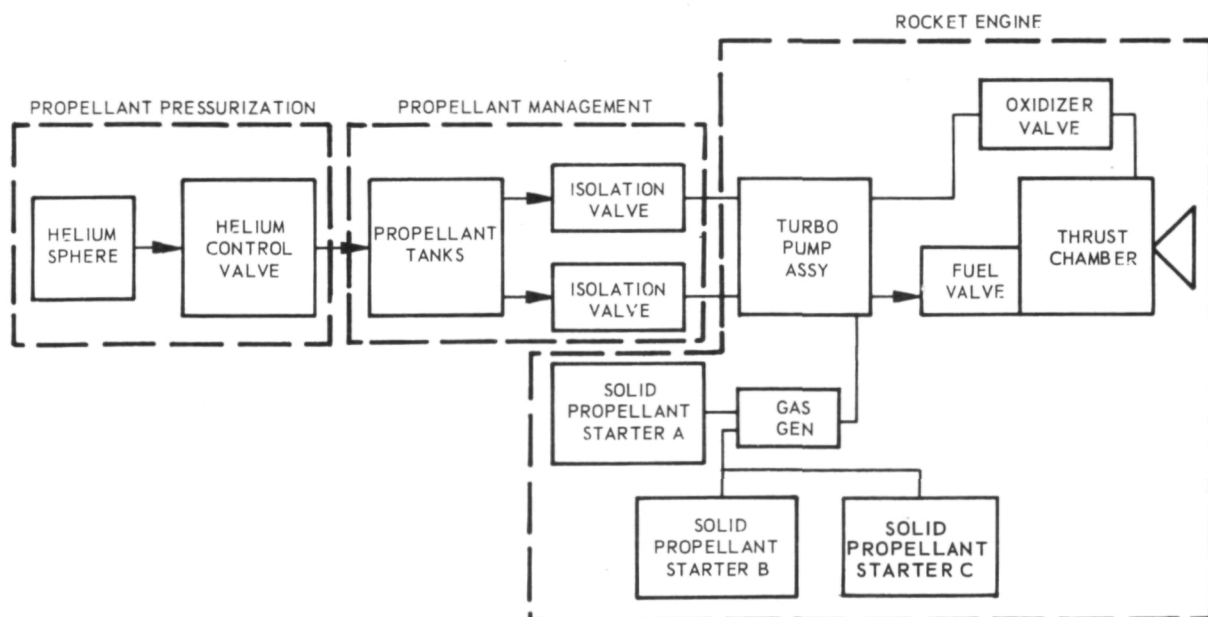 ROCKET ENGINE
PROPELLANT PRESSURIZATION
PROPELLANT MANAGEMENT
OXIDIZER
VALVE
HELIUM
SPHERE
HELIUM
CONTROL
VALVE
PROPELLANT
TANKS
ISOLATION
VALVE
ISOLATION
VALVE
TURBO
PUMP
ASSY
FUEL
VALVE
THRUST
CHAMBER
SOLID
PROPELLANT
STARTER A
GAS
GEN
SOLID
PROPELLANT
STARTER B
SOLID
PROPELLANT
STARTER C